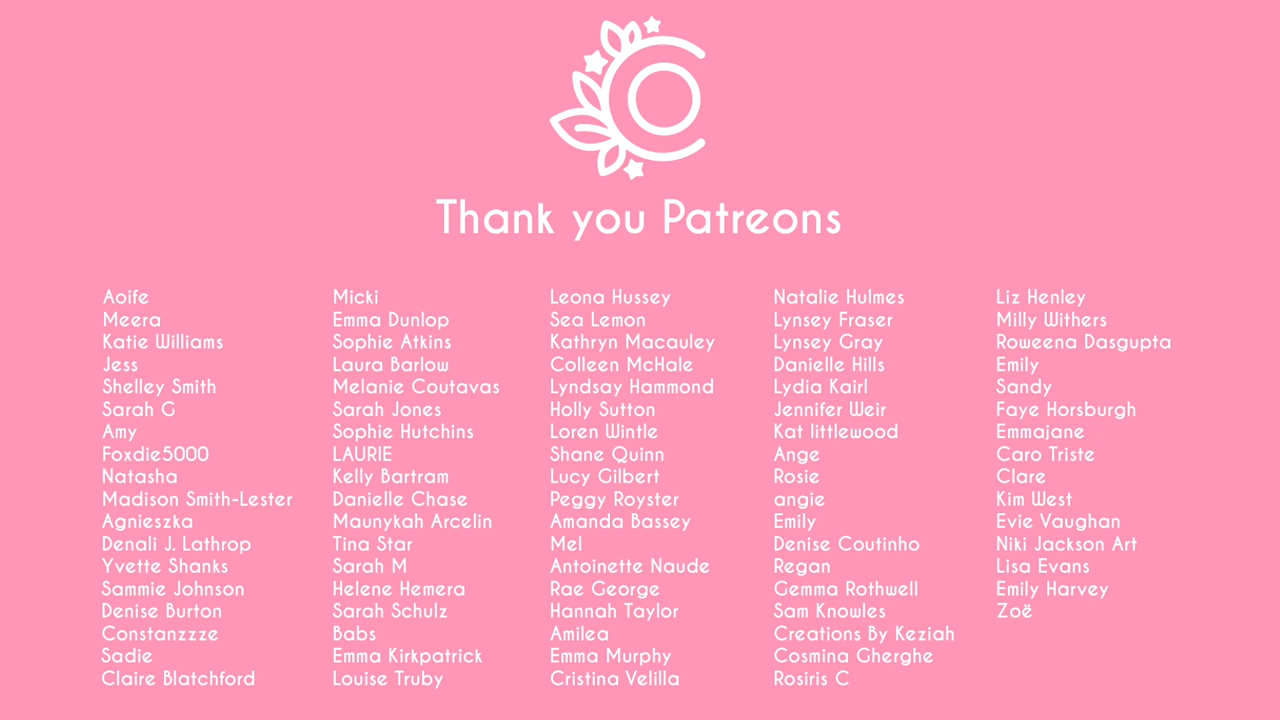 Thank you Patreons
Aoife
Meera
Katie Williams
Jess
Shelley Smith
Sarah G
Amy
Foxdie5000
Natasha
Madison Smith-Lester
Agnieszka
Denali J. Lathrop
Yvette Shanks
Sammie Johnson
Denise Burton
Constanzzze
Sadie
Claire Blatchford
Micki
Emma Dunlop
Sophie Atkins
Laura Barlow
Melanie Coutavas
Sarah Jones
Sophie Hutchins
LAURIE
Kelly Bartram
Danielle Chase
Maunykah Arcelin
Tina Star
Sarah M
Helene Hemera
Sarah Schulz
Babs
Emma Kirkpatrick
Louise Truby
Leona Hussey
Sea Lemon
Kathryn Macauley
Colleen McHale
Lyndsay Hammond
Holly Sutton
Loren Wintle
Shane Quinn
Lucy Gilbert
Peggy Royster
Amanda Bassey
Mel
Antoinette Naude
Rae George
Hannah Taylor
Amilea
Emma Murphy
Cristina Velilla
Natalie Hulmes
Lynsey Fraser
Lynsey Gray
Danielle Hills
Lydia Kairl
Jennifer Weir
Kat littlewood
Ange
Rosie
angie
Emily
Denise Coutinho
Regan
Gemma Rothwell
Sam Knowles
Creations By Keziah
Cosmina Gherghe
Rosiris C
Liz Henley
Milly Withers
Roweena Dasgupta
Emily
Sandy
Faye Horsburgh
Emmajane
Caro Triste
Clare
Kim West
Evie Vaughan
Niki Jackson Art
Lisa Evans
Emily Harvey
Zoë